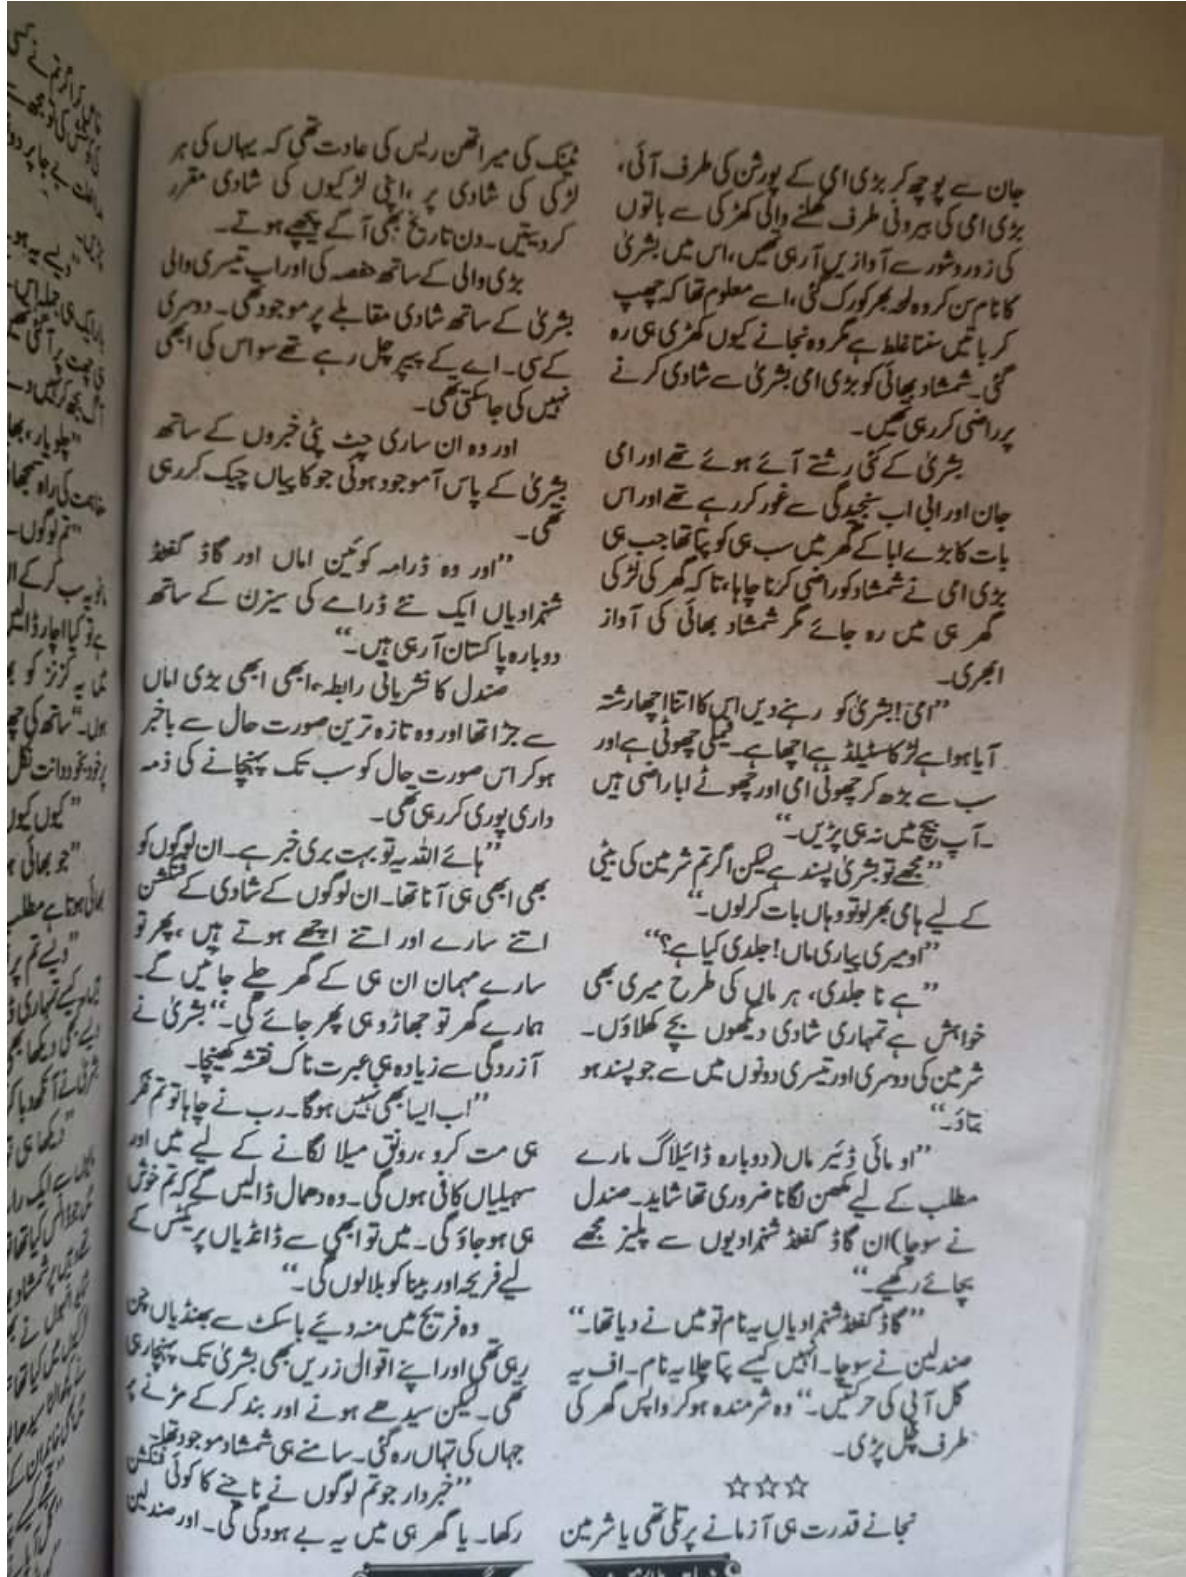 جان سے پوچھ کر بڑی امی کے پورشن کی طرف آئی،
بڑی امی کی بیرونی طرف کھلنے والی کھڑکی سے باتوں
کی زور و شور سے آوازیں آ رہی تھیں، اس میں بشریٰ
کا نام سن کر وہ لمحہ بھر کو رک گئی، اسے معلوم تھا کہ چھپ
کر باتیں سننا غلط ہے مگر وہ نجانے کیوں کھڑی ہی رہ
گئی۔ شمشاد بھائی کو بڑی امی بشریٰ سے شادی کرنے
پر راضی کر رہی تھیں۔
بشریٰ کے کئی رشتے آئے ہوئے تھے اور امی
جان اور ابی اب سنجیدگی سے غور کر رہے تھے اور اس
بات کا بڑے ابا کے گھر میں سب ہی کو پتا تھا جب ہی
بڑی امی نے شمشاد کو راضی کرنا چاہا، تاکہ گھر کی لڑکی
گھر ہی میں رہ جائے مگر شمشاد بھائی کی آواز
ابھری۔
”امی! بشریٰ کو رہنے دیں اس کا اتنا اچھا رشتہ
آیا ہوا ہے لڑکا سٹیلڈ ہے اچھا ہے۔ فیملی چھوٹی ہے اور
سب سے بڑھ کر چھوٹی امی اور چھوٹے ابا راضی ہیں
۔ آپ بیچ میں نہ ہی پڑیں۔“
”مجھے تو بشریٰ پسند ہے لیکن اگر تم شرمین کی بیٹی
کے لیے ہامی بھر لو تو وہاں بات کر لوں۔“
”او میری پیاری ماں! جلدی کیا ہے؟“
”ہے نا جلدی، ہر ماں کی طرح میری بھی
خواہش ہے تمہاری شادی دیکھوں بچے کھلاؤں۔
شرمین کی دوسری اور تیسری دونوں میں سے جو پسند ہو
بتاؤ۔“
”او مائی ڈئیر ماں (دوبارہ ڈائیلاگ مارے
مطلب کے لیے مکھن لگانا ضروری تھا شاید۔ صندل
نے سوچا) ان گاڈ گفٹڈ شنہرادیوں سے پلیز مجھے
بچائے رکھیے۔“
”گاڈ گفٹڈ شنہرادیاں یہ نام تو میں نے دیا تھا۔“
صندلین نے سوچا۔ انہیں کیسے پتا چلا یہ نام۔ اف یہ
گل آپی کی حرکتیں۔“ وہ شرمندہ ہو کر واپس گھر کی
طرف چل پڑی۔
☆☆☆
نجانے قدرت ہی آزمانے پر تلی تھی یا شرمین
ٹمینک کی میراتھن ریس کی عادت تھی کہ یہاں کی ہر
لڑکی کی شادی پر، اپنی لڑکیوں کی شادی مقرر
کر دیتیں۔ دن تاریخ بھی آگے پیچھے ہوتے۔
بڑی والی کے ساتھ حفصہ کی اور اب تیسری والی
بشریٰ کے ساتھ شادی مقابلے پر موجود تھی۔ دوسری
کے سی۔ اے کے پیپر چل رہے تھے سو اس کی ابھی
نہیں کی جا سکتی تھی۔
اور وہ ان ساری چٹ پٹی خبروں کے ساتھ
بشریٰ کے پاس آ موجود ہوئی جو کاپیاں چیک کر رہی
تھی۔
”اور وہ ڈرامہ کوئین اماں اور گاڈ گفٹڈ
شنہرادیاں ایک نئے ڈرامے کی سیزن کے ساتھ
دوبارہ پاکستان آ رہی ہیں۔“
صندل کا نشریاتی رابطہ، ابھی ابھی بڑی اماں
سے جڑا تھا اور وہ تازہ ترین صورت حال سے باخبر
ہو کر اس صورت حال کو سب تک پہنچانے کی ذمہ
داری پوری کر رہی تھی۔
”ہائے اللہ یہ تو بہت بری خبر ہے۔ ان لوگوں کو
بھی ابھی ہی آنا تھا۔ ان لوگوں کے شادی کے فنکشن
اتنے سارے اور اتنے اچھے ہوتے ہیں، پھر تو
سارے مہمان ان ہی کے گھر چلے جائیں گے۔
ہمارے گھر تو جھاڑو ہی پھر جائے گی۔“ بشریٰ نے
آزردگی سے زیادہ ہی عبرت ناک نقشہ کھینچا۔
”اب ایسا بھی نہیں ہوگا۔ رب نے چاہا تو تم فکر
ہی مت کرو، رونق میلا لگانے کے لیے میں اور
سہیلیاں کافی ہوں گی۔ وہ دھمال ڈالیں گے کہ تم خوش
ہی ہو جاؤ گی۔ میں تو ابھی سے ڈانڈیاں پریکٹس کے
لیے فریحہ اور بینا کو بلا لوں گی۔“
وہ فریج میں منہ دئیے باسکٹ سے بھنڈیاں چن
رہی تھی اور اپنے اقوال زریں بھی بشریٰ تک پہنچا رہی
تھی۔ لیکن سیدھے ہونے اور بند کر کے مڑنے پر
جہاں کی تہاں رہ گئی۔ سامنے ہی شمشاد موجود تھا۔
”خبردار جو تم لوگوں نے ناچنے کا کوئی فنکشن
رکھا۔ یا گھر ہی میں یہ بے ہودگی کی۔ اور صندلین